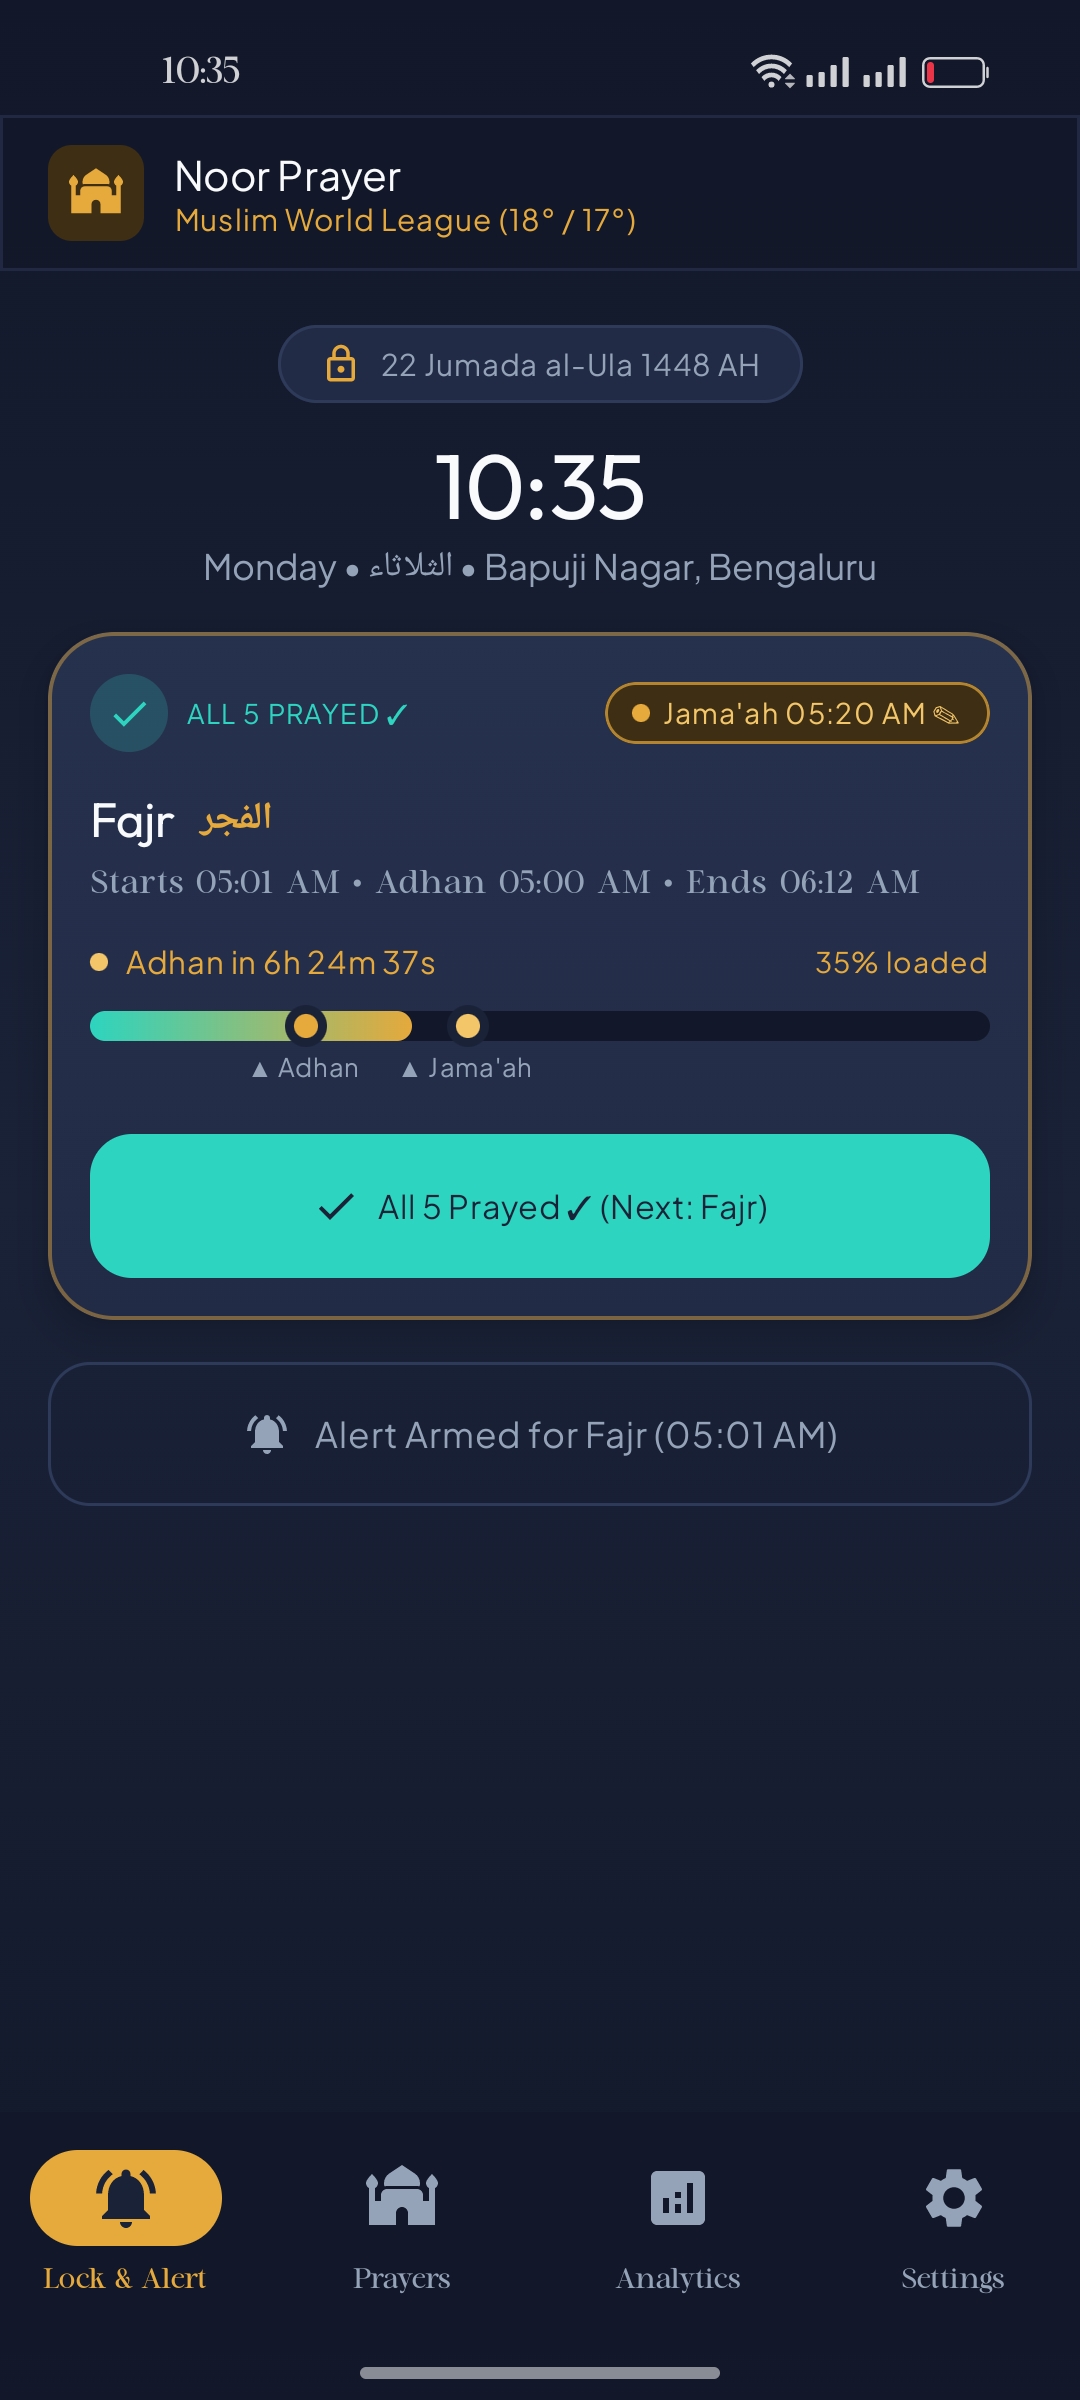 10:35
Noor Prayer
Muslim World League (18° / 17°)
22 Jumada al-Ula 1448 AH
10:35
Monday • الثلاثاء • Bapuji Nagar, Bengaluru
ALL 5 PRAYED ✓
Jama'ah 05:20 AM ✎
Fajr الفجر
Starts 05:01 AM • Adhan 05:00 AM • Ends 06:12 AM
Adhan in 6h 24m 37s
35% loaded
▲ Adhan ▲ Jama'ah
All 5 Prayed ✓ (Next: Fajr)
Alert Armed for Fajr (05:01 AM)
Lock & Alert
Prayers
Analytics
Settings